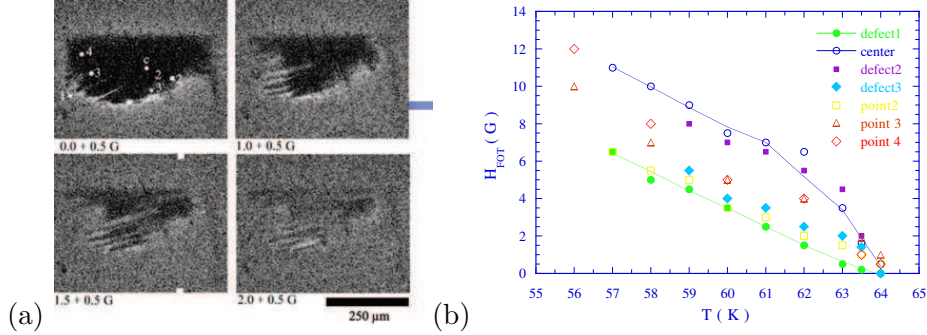 (a)
4
3
c
2
3
1
0.0 + 0.5 G
1.0 + 0.5 G
1.5 + 0.5 G
2.0 + 0.5 G
250 µm
(b)
14
12
10
8
6
4
2
0
H_FOT ( G )
55 56 57 58 59 60 61 62 63 64 65
T ( K )
defect1
center
defect2
defect3
point2
point 3
point 4